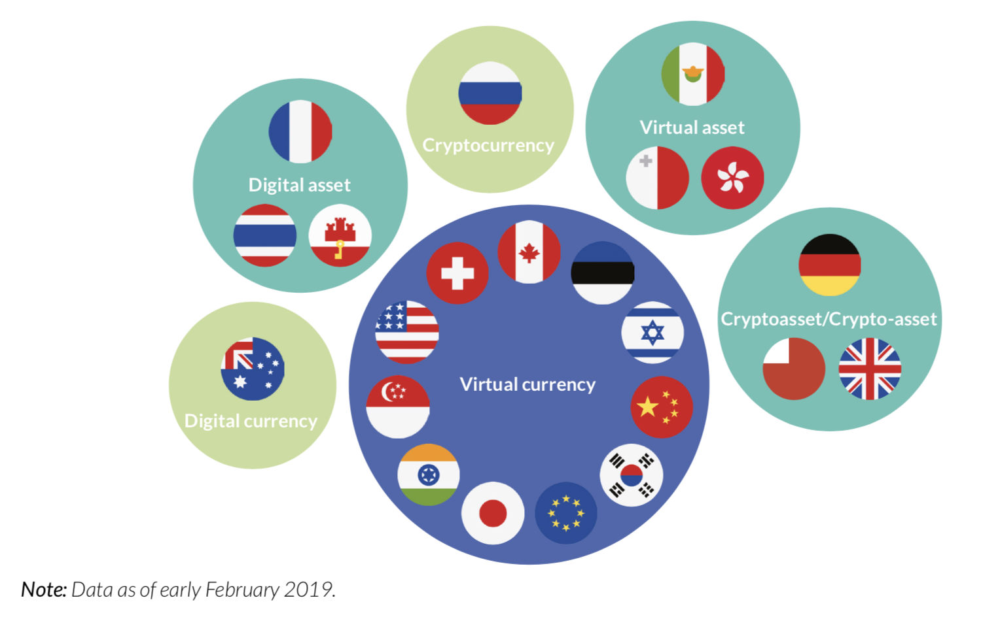 Cryptocurrency
Virtual asset
Digital asset
Cryptoasset/Crypto-asset
Virtual currency
Digital currency
Note: Data as of early February 2019.